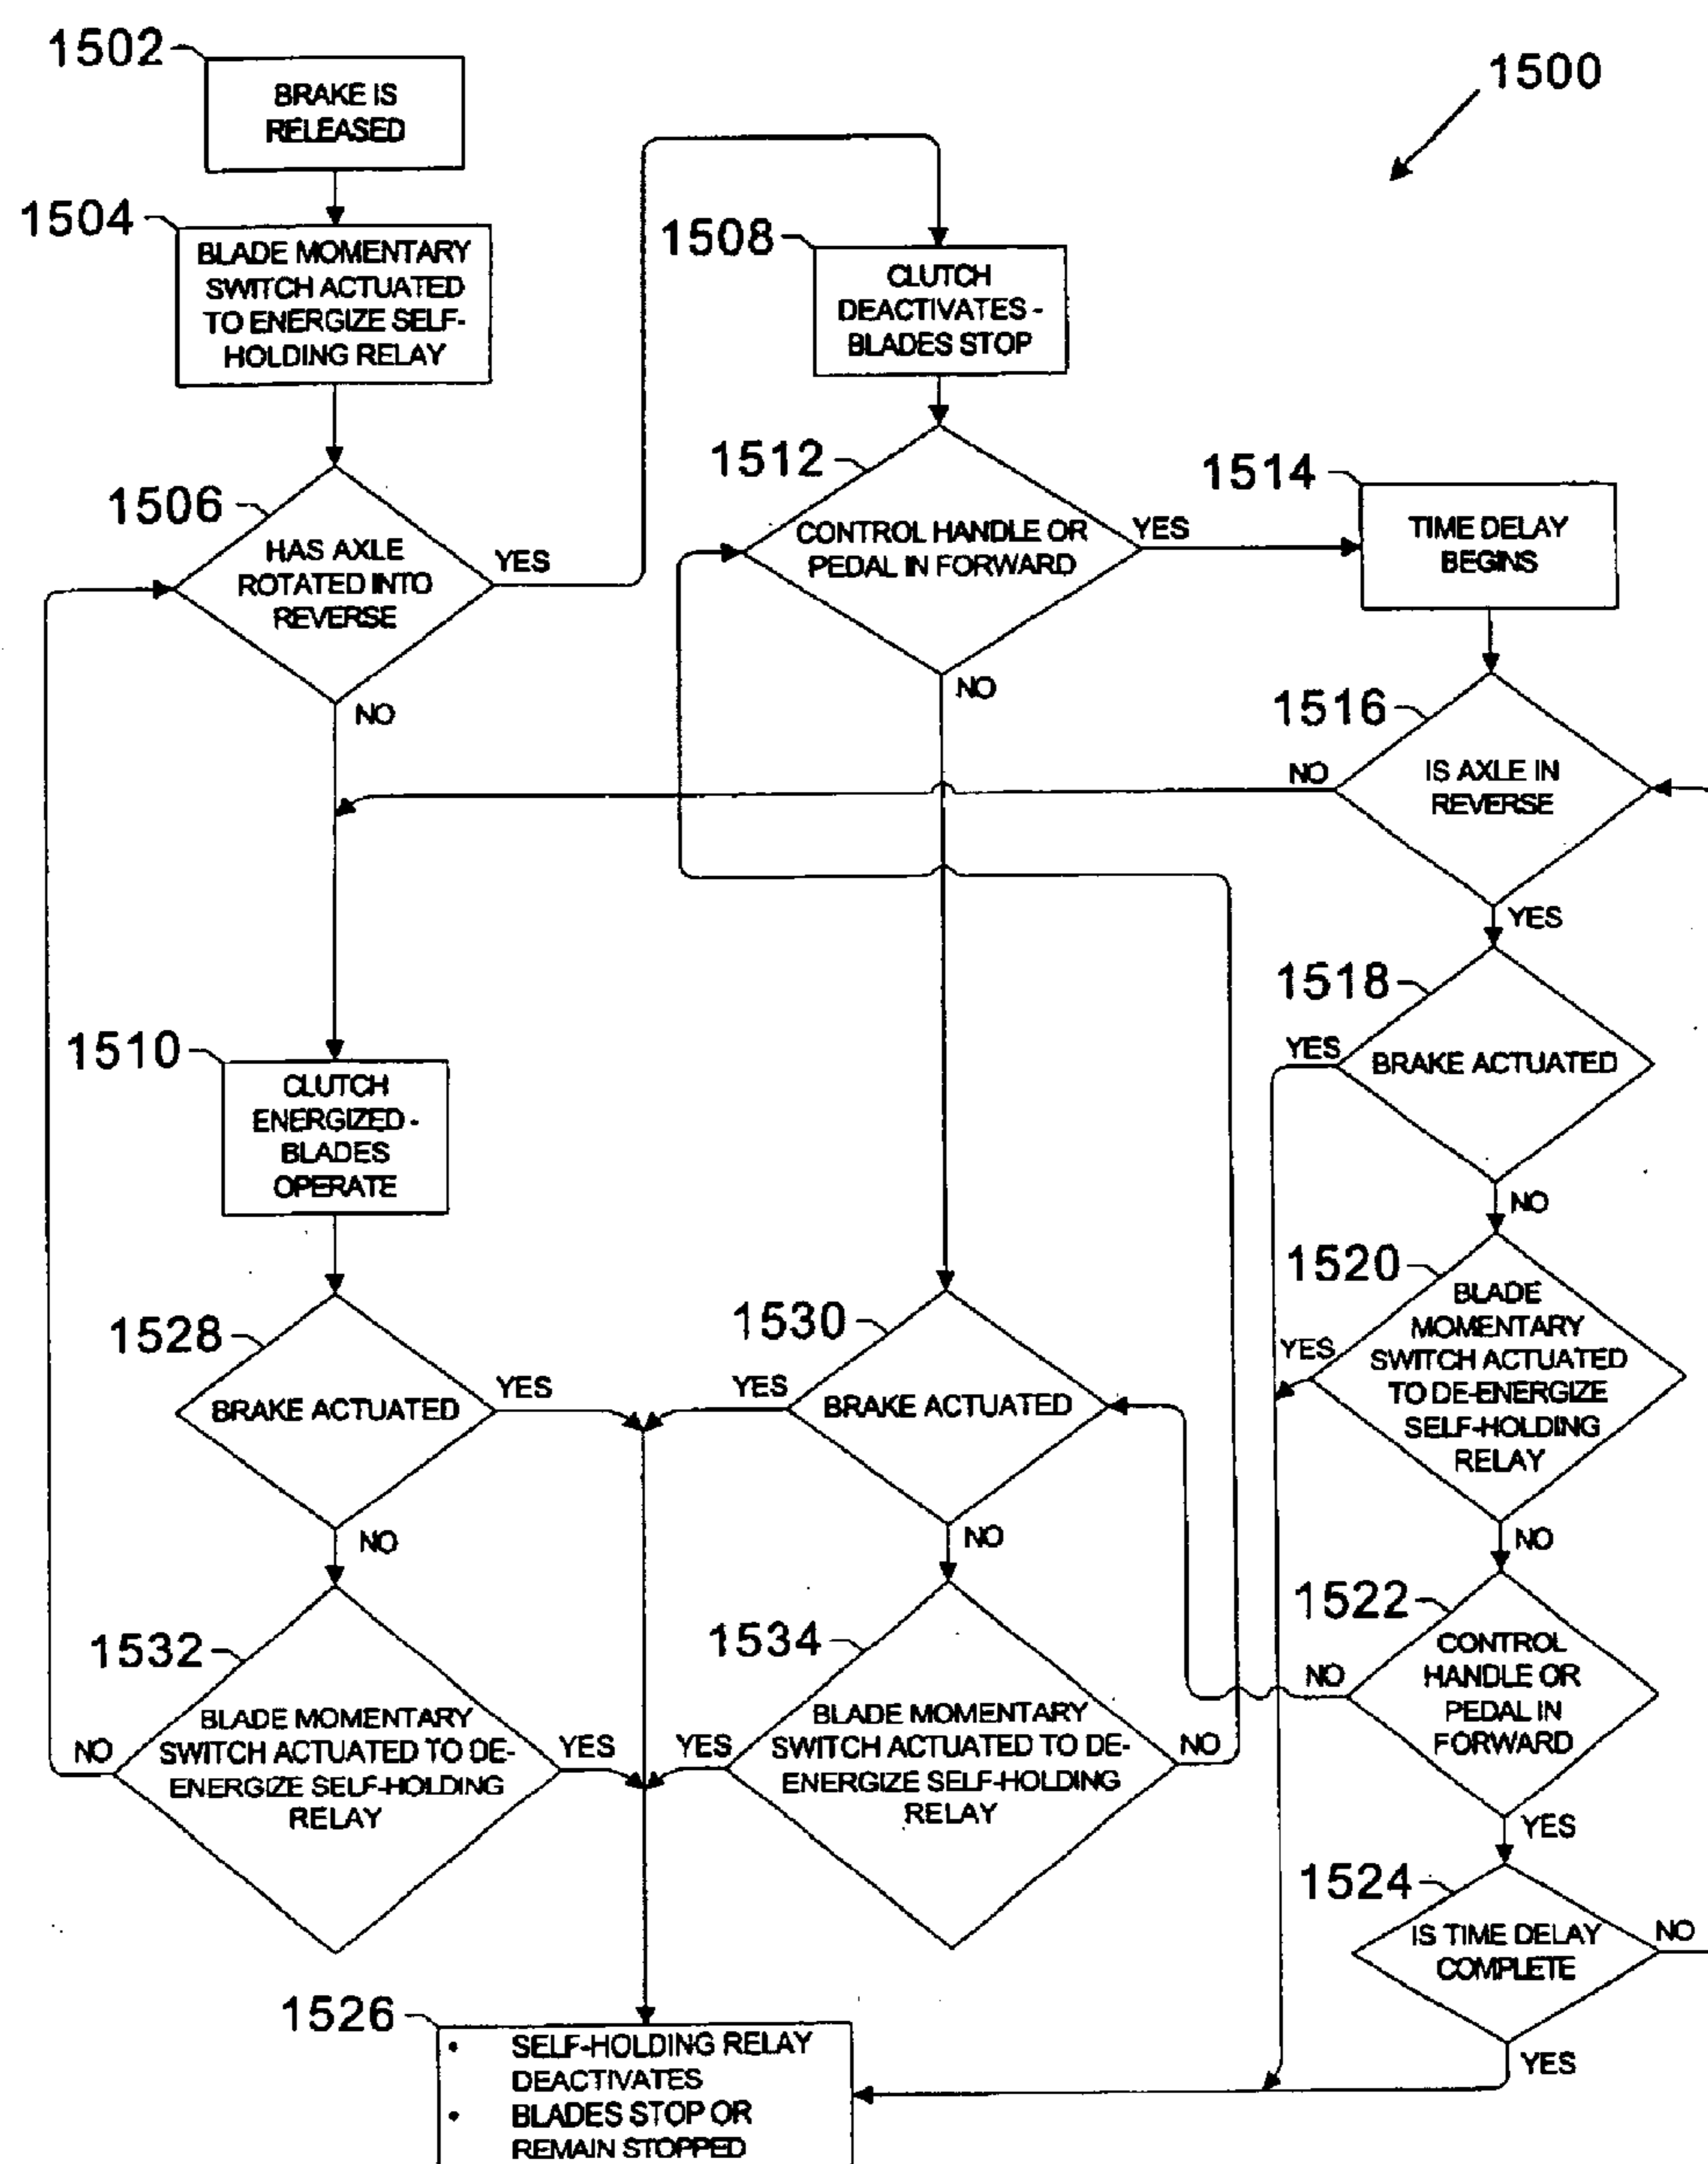 1500
1502
BRAKE IS
RELEASED
1504
BLADE MOMENTARY
SWITCH ACTUATED
TO ENERGIZE SELF-
HOLDING RELAY
1506
HAS AXLE
ROTATED INTO
REVERSE
YES
NO
1508
CLUTCH
DEACTIVATES -
BLADES STOP
1512
CONTROL HANDLE OR
PEDAL IN FORWARD
YES
NO
1514
TIME DELAY
BEGINS
1516
IS AXLE IN
REVERSE
NO
YES
1518
BRAKE ACTUATED
YES
NO
1510
CLUTCH
ENERGIZED -
BLADES
OPERATE
1520
BLADE
MOMENTARY
SWITCH ACTUATED
TO DE-ENERGIZE
SELF-HOLDING
RELAY
YES
NO
1528
BRAKE ACTUATED
YES
NO
1530
BRAKE ACTUATED
YES
NO
1522
CONTROL
HANDLE OR
PEDAL IN
FORWARD
NO
YES
1532
BLADE MOMENTARY
SWITCH ACTUATED TO DE-
ENERGIZE SELF-HOLDING
RELAY
NO
YES
1534
BLADE MOMENTARY
SWITCH ACTUATED TO DE-
ENERGIZE SELF-HOLDING
RELAY
YES
NO
1524
IS TIME DELAY
COMPLETE
NO
YES
1526
• SELF-HOLDING RELAY
DEACTIVATES
• BLADES STOP OR
REMAIN STOPPED